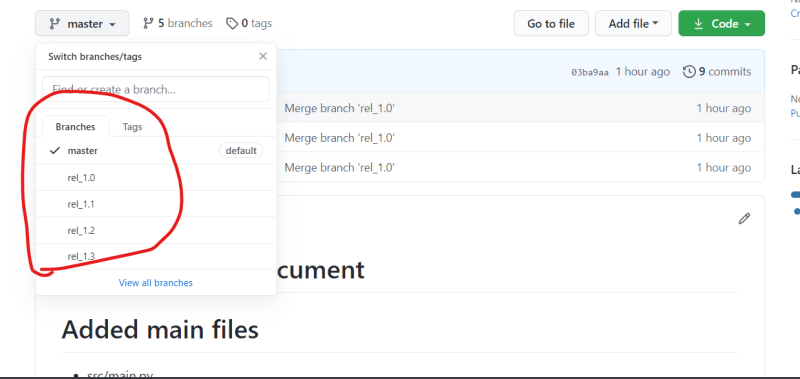 master
5 branches
0 tags
Go to file
Add file
Code
Switch branches/tags
Find or create a branch...
Branches
Tags
master
default
rel_1.0
rel_1.1
rel_1.2
rel_1.3
View all branches
03ba9aa 1 hour ago
9 commits
Merge branch 'rel_1.0'
1 hour ago
Merge branch 'rel_1.0'
1 hour ago
Merge branch 'rel_1.0'
1 hour ago
cument
Added main files
src/main.py
No
Cr
Pa
No
Pu
La